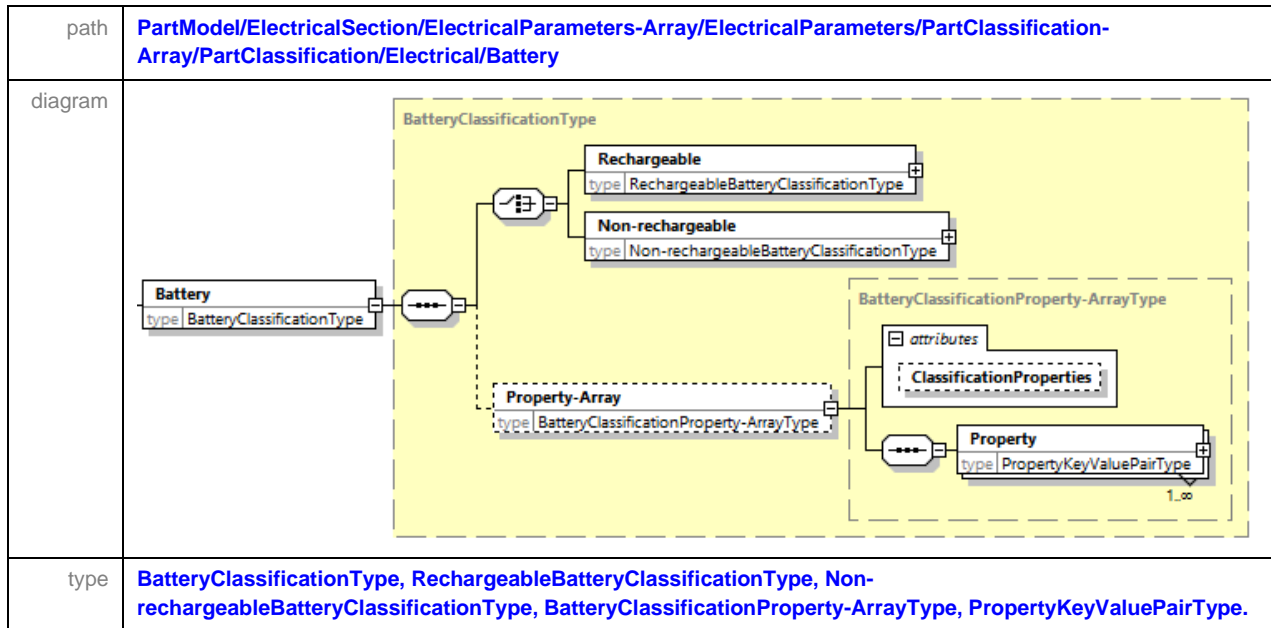 path
PartModel/ElectricalSection/ElectricalParameters-Array/ElectricalParameters/PartClassification-
Array/PartClassification/Electrical/Battery
diagram
BatteryClassificationType
Rechargeable
type RechargeableBatteryClassificationType
Non-rechargeable
type Non-rechargeableBatteryClassificationType
Battery
type BatteryClassificationType
BatteryClassificationProperty-ArrayType
attributes
ClassificationProperties
Property-Array
type BatteryClassificationProperty-ArrayType
Property
type PropertyKeyValuePairType
1..∞
type
BatteryClassificationType, RechargeableBatteryClassificationType, Non-
rechargeableBatteryClassificationType, BatteryClassificationProperty-ArrayType, PropertyKeyValuePairType.